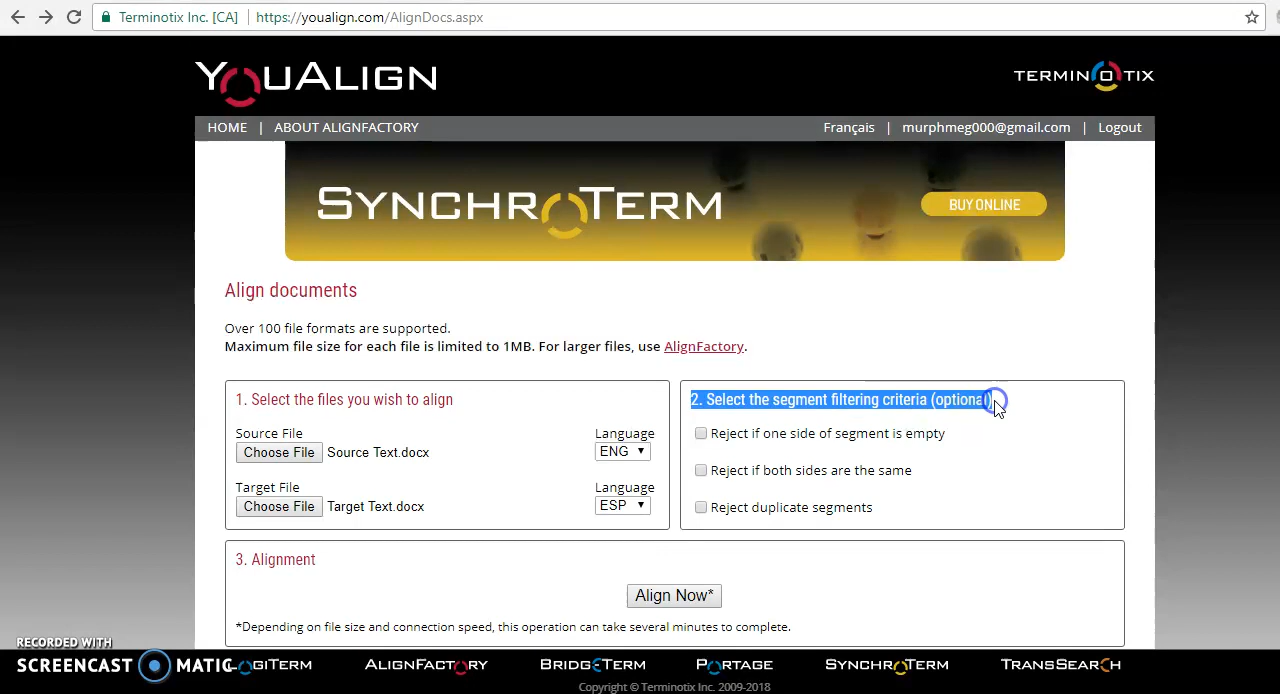 Terminotix Inc. [CA] | https://youalign.com/AlignDocs.aspx
YOUALIGN
TERMINOTIX
HOME | ABOUT ALIGNFACTORY
Français | murphmeg000@gmail.com | Logout
SYNCHROTERM
BUY ONLINE
Align documents
Over 100 file formats are supported.
Maximum file size for each file is limited to 1MB. For larger files, use AlignFactory.
1. Select the files you wish to align
Source File
Language
Choose File Source Text.docx
ENG
Target File
Language
Choose File Target Text.docx
ESP
2. Select the segment filtering criteria (optional)
Reject if one side of segment is empty
Reject if both sides are the same
Reject duplicate segments
3. Alignment
Align Now*
*Depending on file size and connection speed, this operation can take several minutes to complete.
RECORDED WITH
SCREENCAST MATIC
LOGITERM ALIGNFACTORY BRIDGETERM PORTAGE SYNCHROTERM TRANSSEARCH
Copyright © Terminotix Inc. 2009-2018